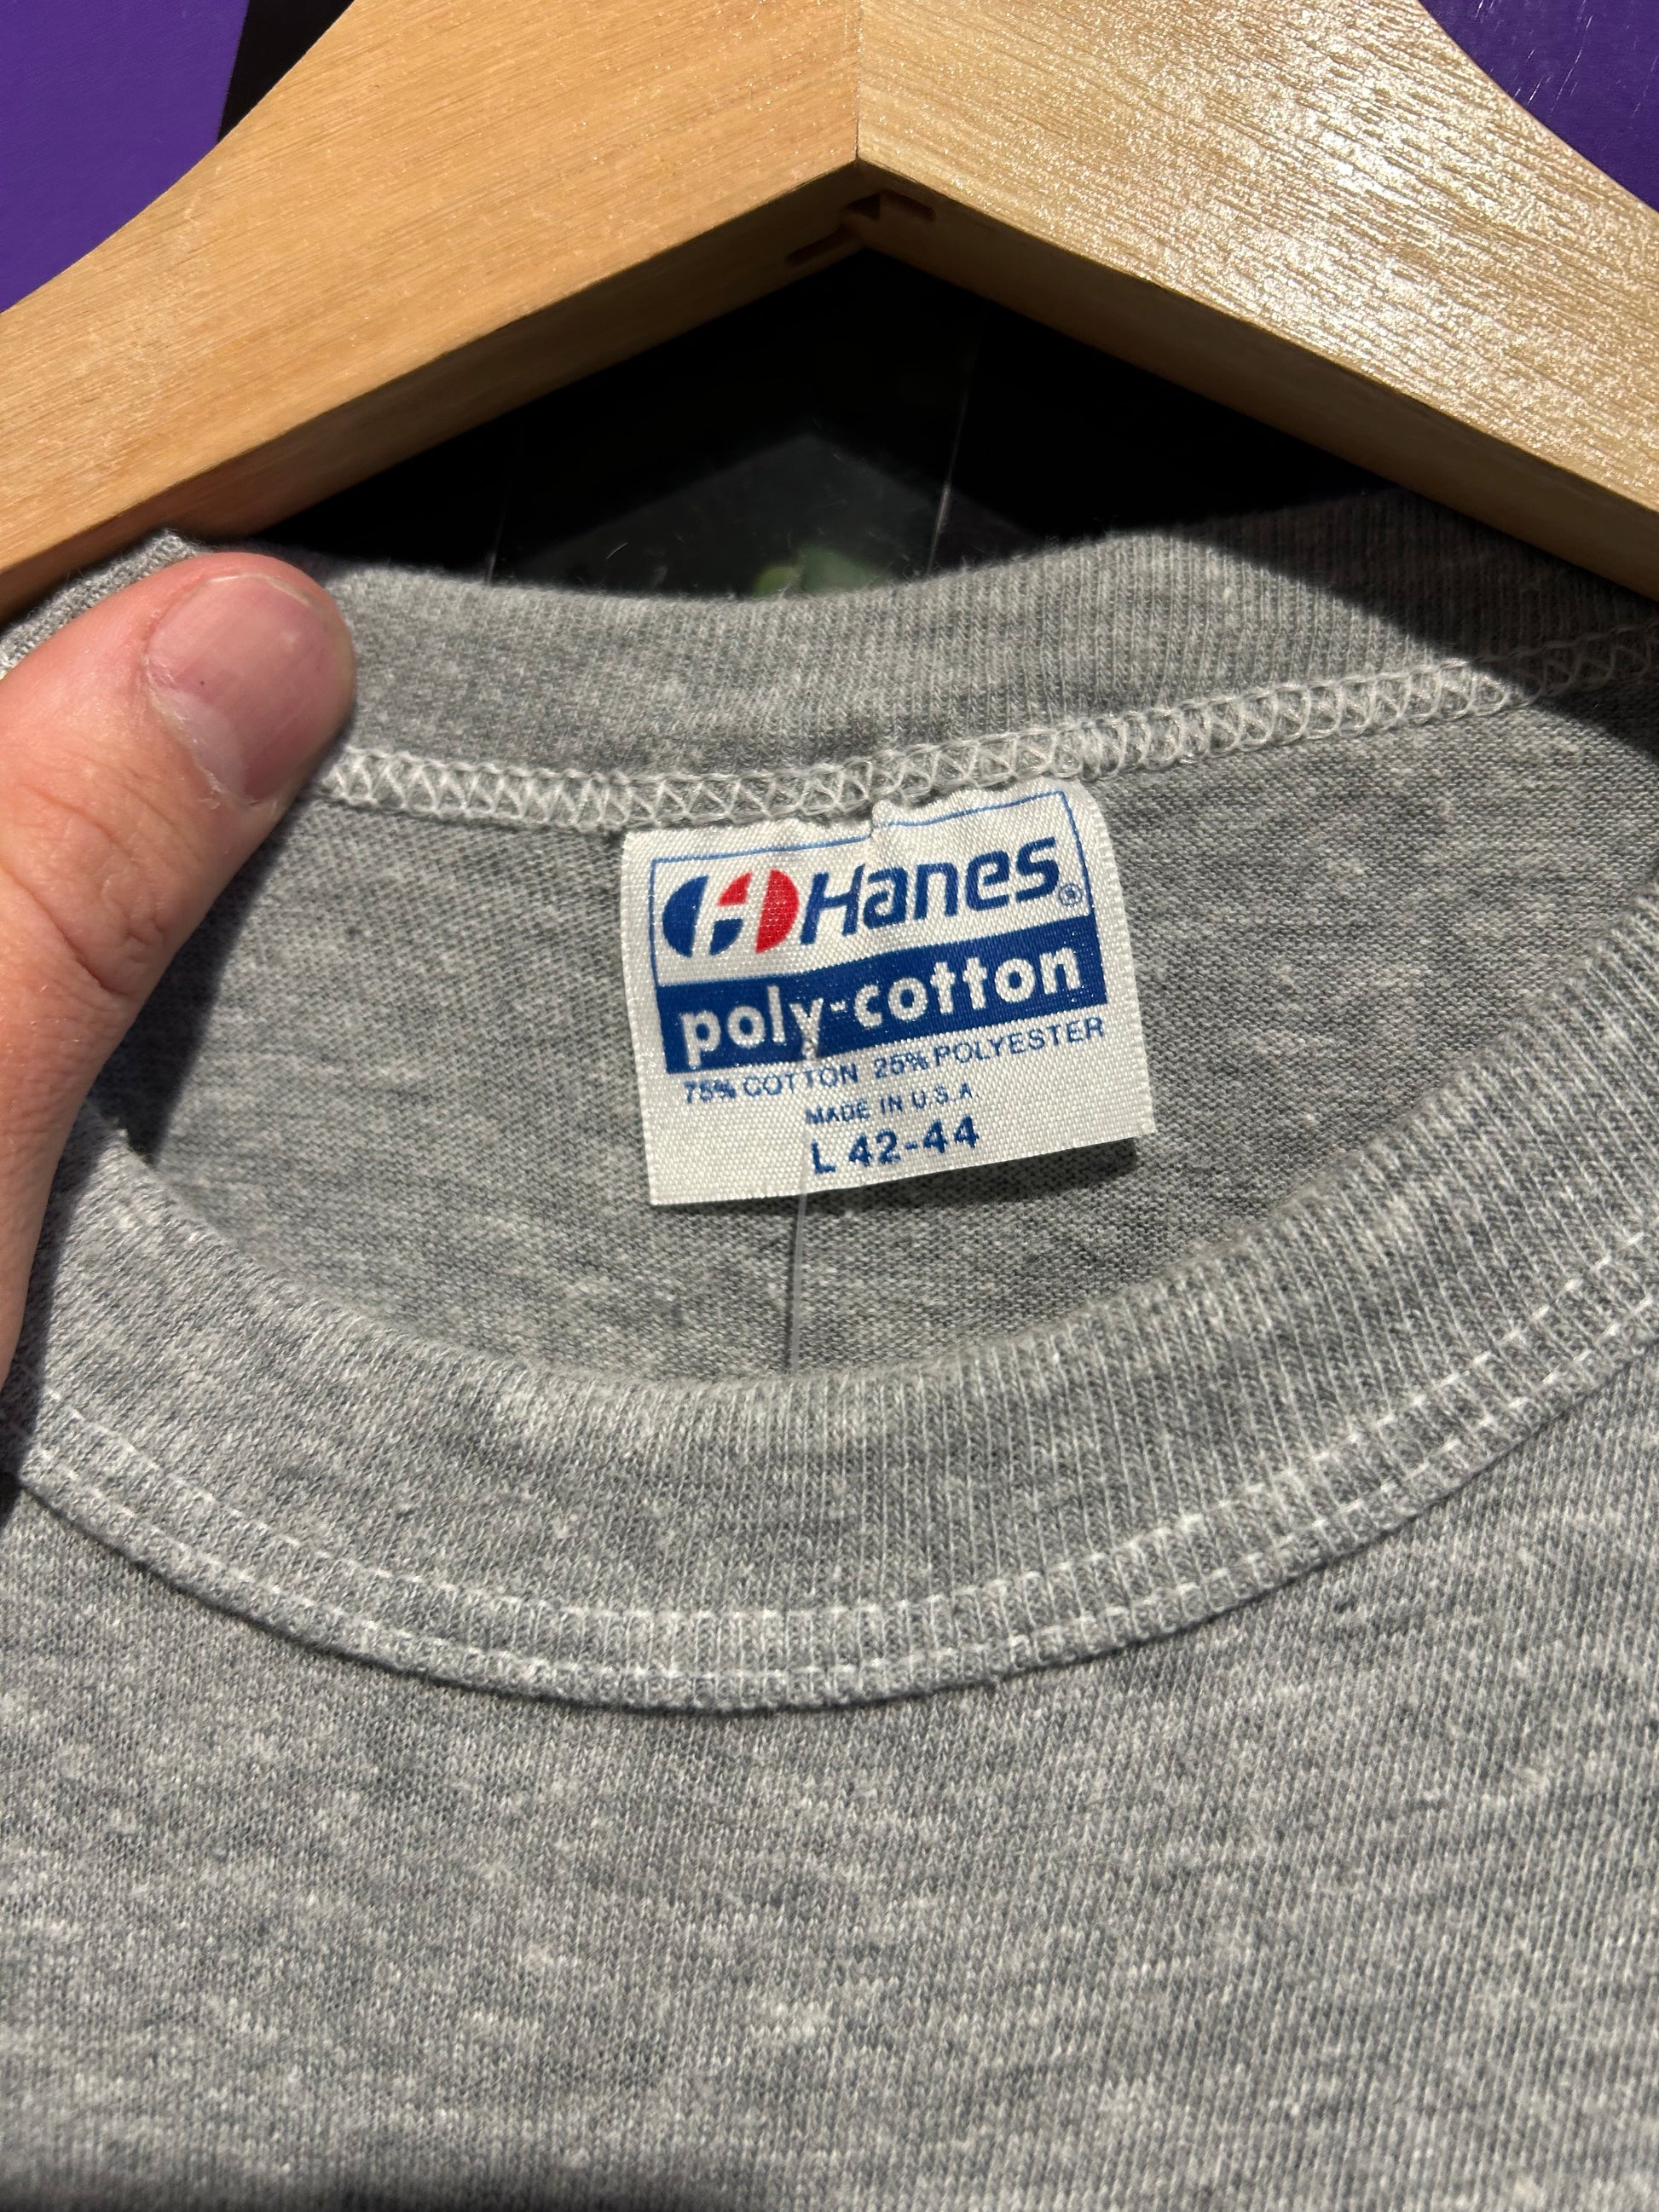 Hanes®
poly-cotton
75% COTTON 25% POLYESTER
MADE IN U.S.A
L 42-44